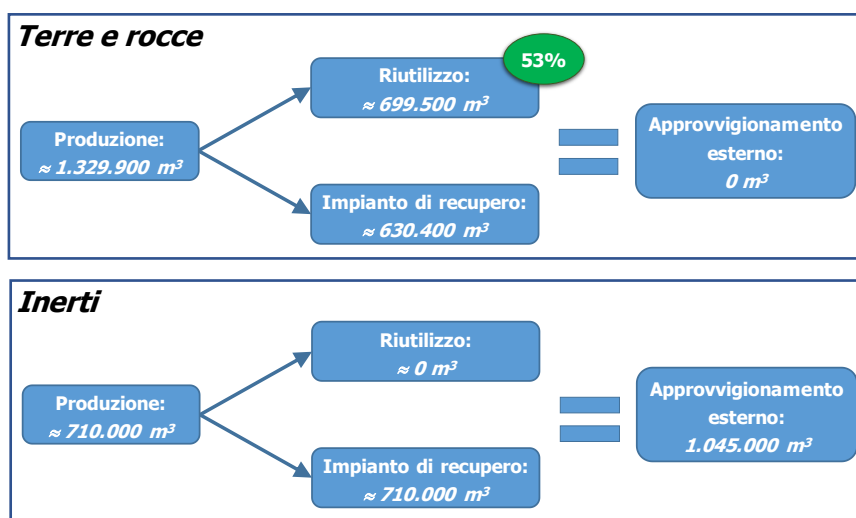 Terre e rocce
53%
Riutilizzo:
≈ 699.500 m³
Produzione:
≈ 1.329.900 m³
Approvvigionamento
esterno:
0 m³
Impianto di recupero:
≈ 630.400 m³
Inerti
Riutilizzo:
≈ 0 m³
Produzione:
≈ 710.000 m³
Approvvigionamento
esterno:
1.045.000 m³
Impianto di recupero:
≈ 710.000 m³